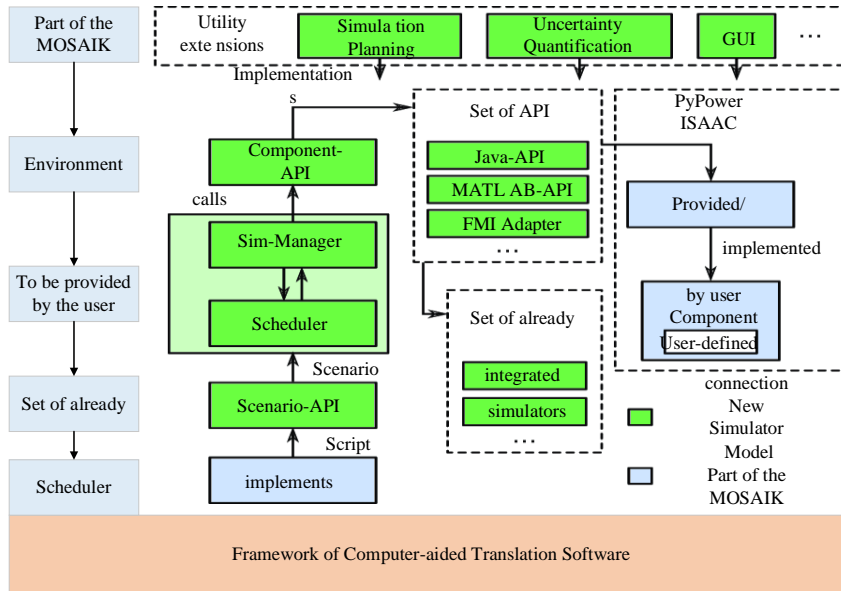 Part of the
MOSAIK
Environment
To be provided
by the user
Set of already
Scheduler
Utility
exte nsions
Simula tion
Planning
Uncertainty
Quantification
GUI
...
Implementation
s
Component-
API
calls
Sim-Manager
Scheduler
Scenario
Scenario-API
Script
implements
Set of API
Java-API
MATL AB-API
FMI Adapter
...
Set of already
integrated
simulators
...
PyPower
ISAAC
Provided/
implemented
by user
Component
User-defined
connection
New
Simulator
Model
Part of the
MOSAIK
Framework of Computer-aided Translation Software